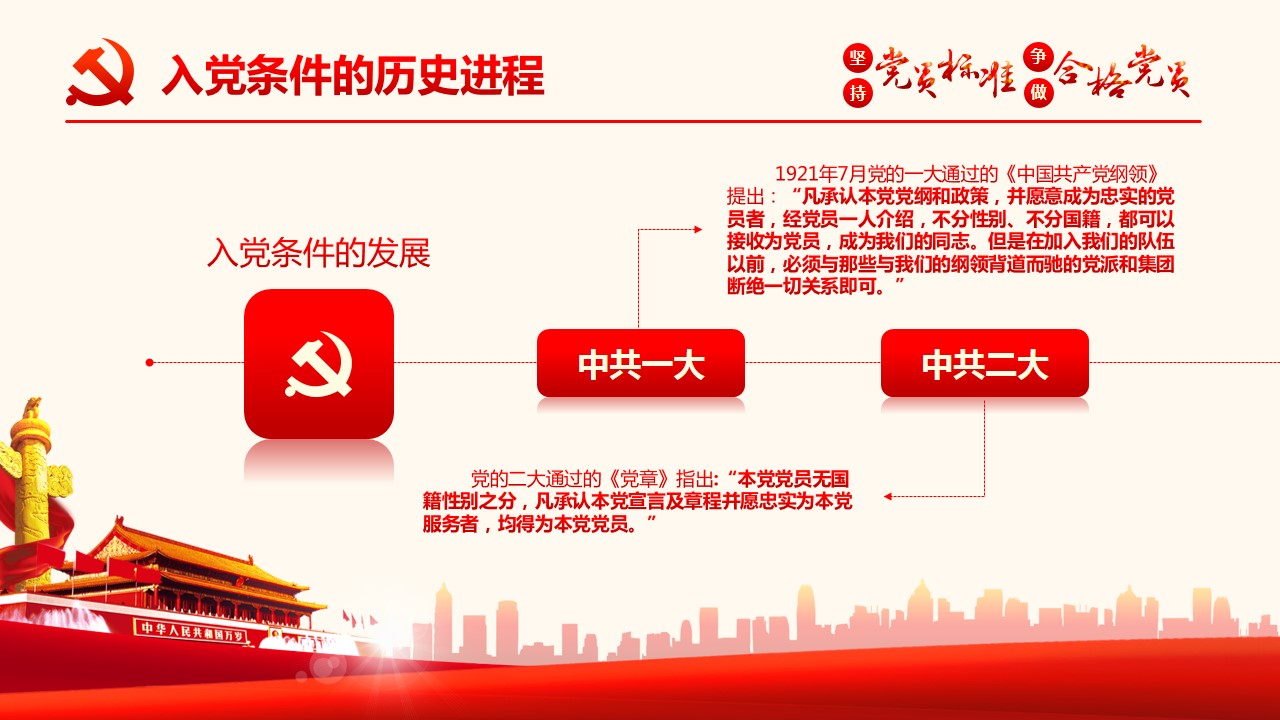 入党条件的历史进程
坚持 党员标准 争做 合格党员
1921年7月党的一大通过的《中国共产党纲领》
提出：“凡承认本党党纲和政策，并愿意成为忠实的党
员者，经党员一人介绍，不分性别、不分国籍，都可以
接收为党员，成为我们的同志。但是在加入我们的队伍
以前，必须与那些与我们的纲领背道而驰的党派和集团
断绝一切关系即可。”
入党条件的发展
中共一大
中共二大
党的二大通过的《党章》指出:“本党党员无国
籍性别之分，凡承认本党宣言及章程并愿忠实为本党
服务者，均得为本党党员。”
中华人民共和国万岁